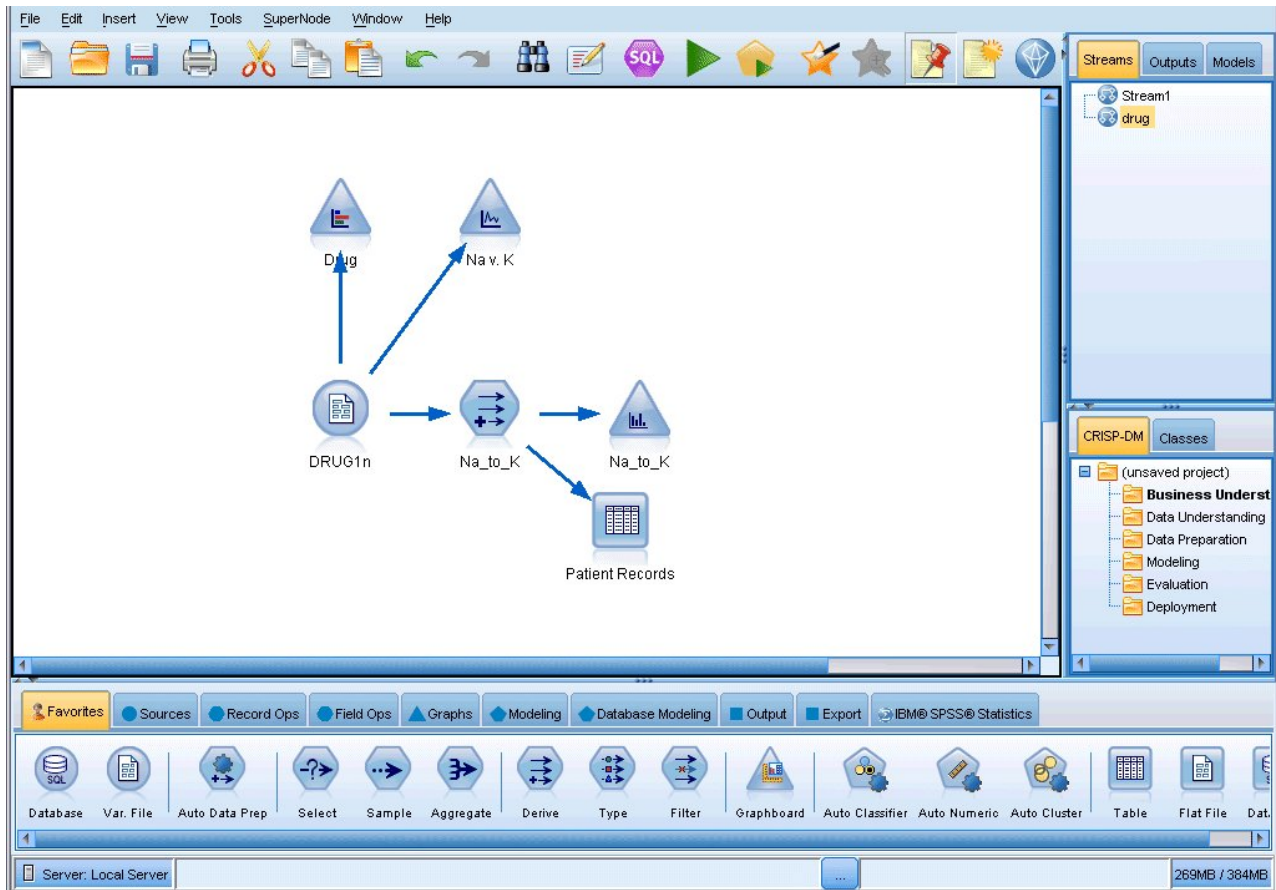 File Edit Insert View Tools SuperNode Window Help
SQL
Streams Outputs Models
Stream1
drug
Drug
Na v. K
DRUG1n
Na_to_K
Na_to_K
Patient Records
CRISP-DM Classes
(unsaved project)
Business Underst
Data Understanding
Data Preparation
Modeling
Evaluation
Deployment
Favorites Sources Record Ops Field Ops Graphs Modeling Database Modeling Output Export IBM® SPSS® Statistics
SQL
Database Var. File Auto Data Prep Select Sample Aggregate Derive Type Filter Graphboard Auto Classifier Auto Numeric Auto Cluster Table Flat File Dat
Server: Local Server ... 269MB / 384MB